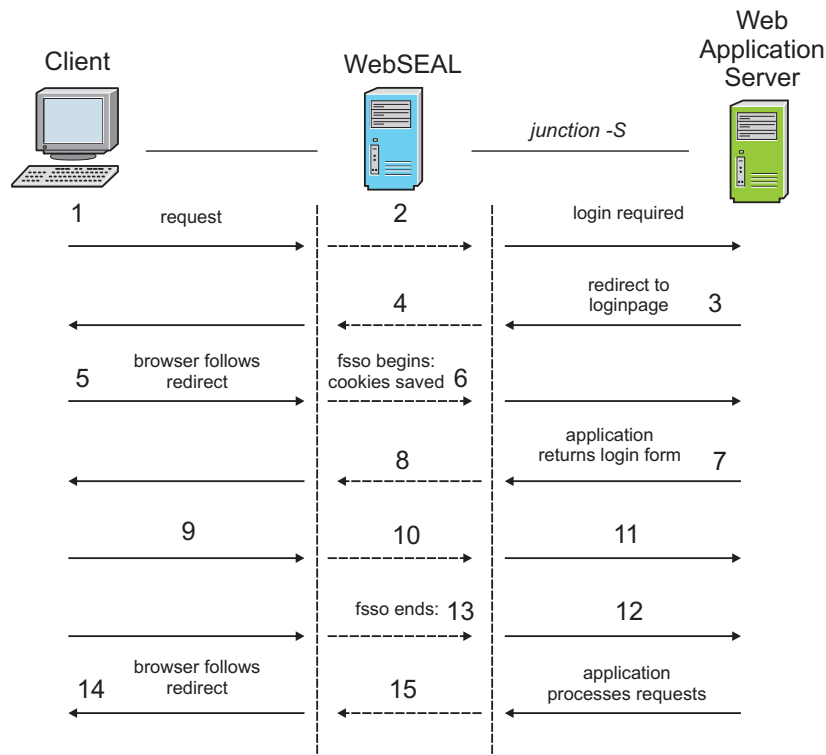 Client
WebSEAL
Web
Application
Server
junction -S
1
request
2
login required
4
redirect to
loginpage
3
5
browser follows
redirect
fsso begins:
cookies saved
6
8
application
returns login form
7
9
10
11
fsso ends:
13
12
14
browser follows
redirect
15
application
processes requests